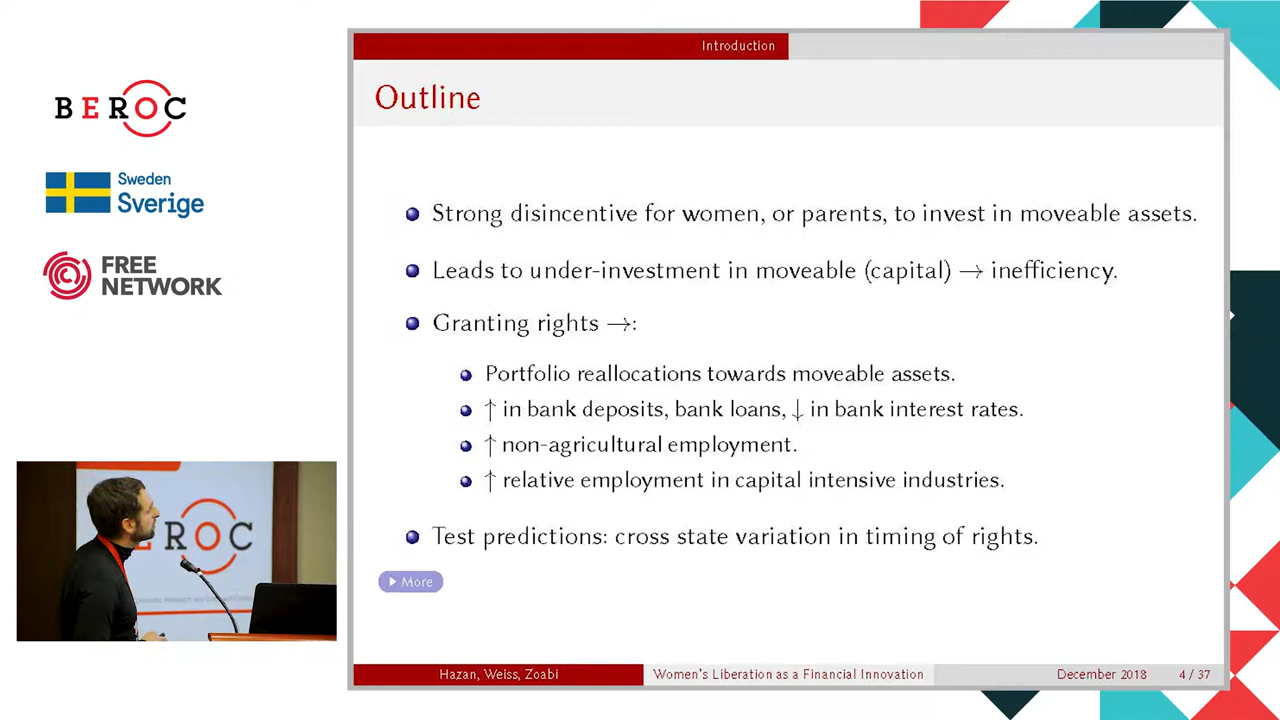 BEROC
Sweden
Sverige
FREE
NETWORK
Introduction
Outline
Strong disincentive for women, or parents, to invest in moveable assets.
Leads to under-investment in moveable (capital) → inefficiency.
Granting rights →:
Portfolio reallocations towards moveable assets.
↑ in bank deposits, bank loans, ↓ in bank interest rates.
↑ non-agricultural employment.
↑ relative employment in capital intensive industries.
Test predictions: cross state variation in timing of rights.
More
Hazan, Weiss, Zoabi
Women's Liberation as a Financial Innovation
December 2018
4 / 37
BEROC